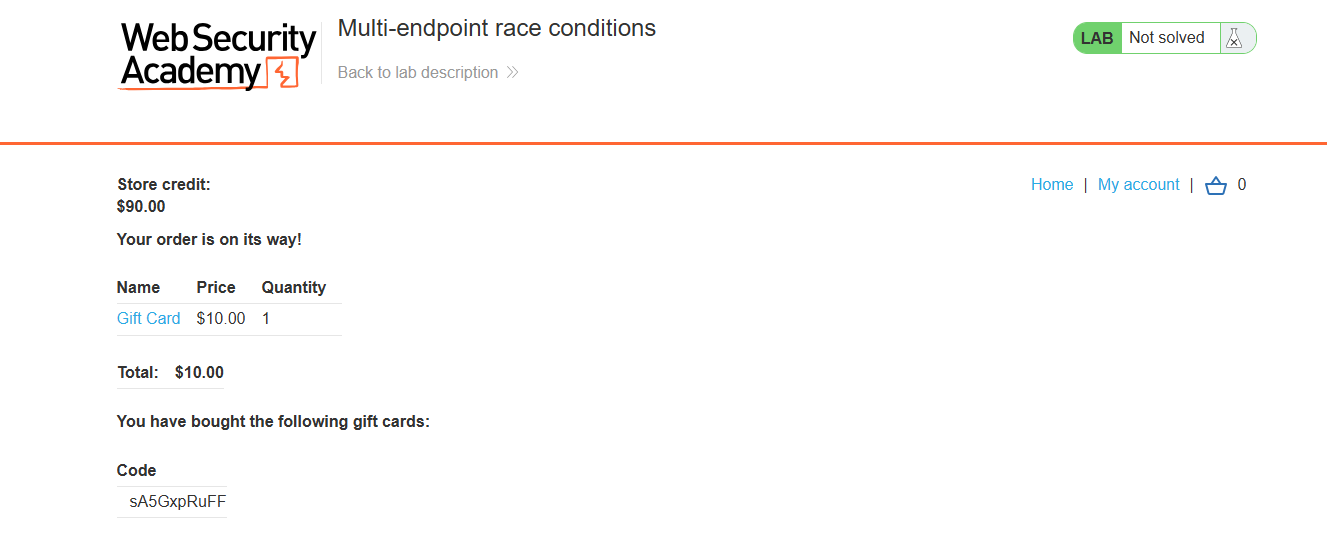 Web Security
Academy
Multi-endpoint race conditions
Back to lab description
LAB Not solved
Store credit:
$90.00
Home | My account | 0
Your order is on its way!
Name Price Quantity
Gift Card $10.00 1
Total: $10.00
You have bought the following gift cards:
Code
sA5GxpRuFF